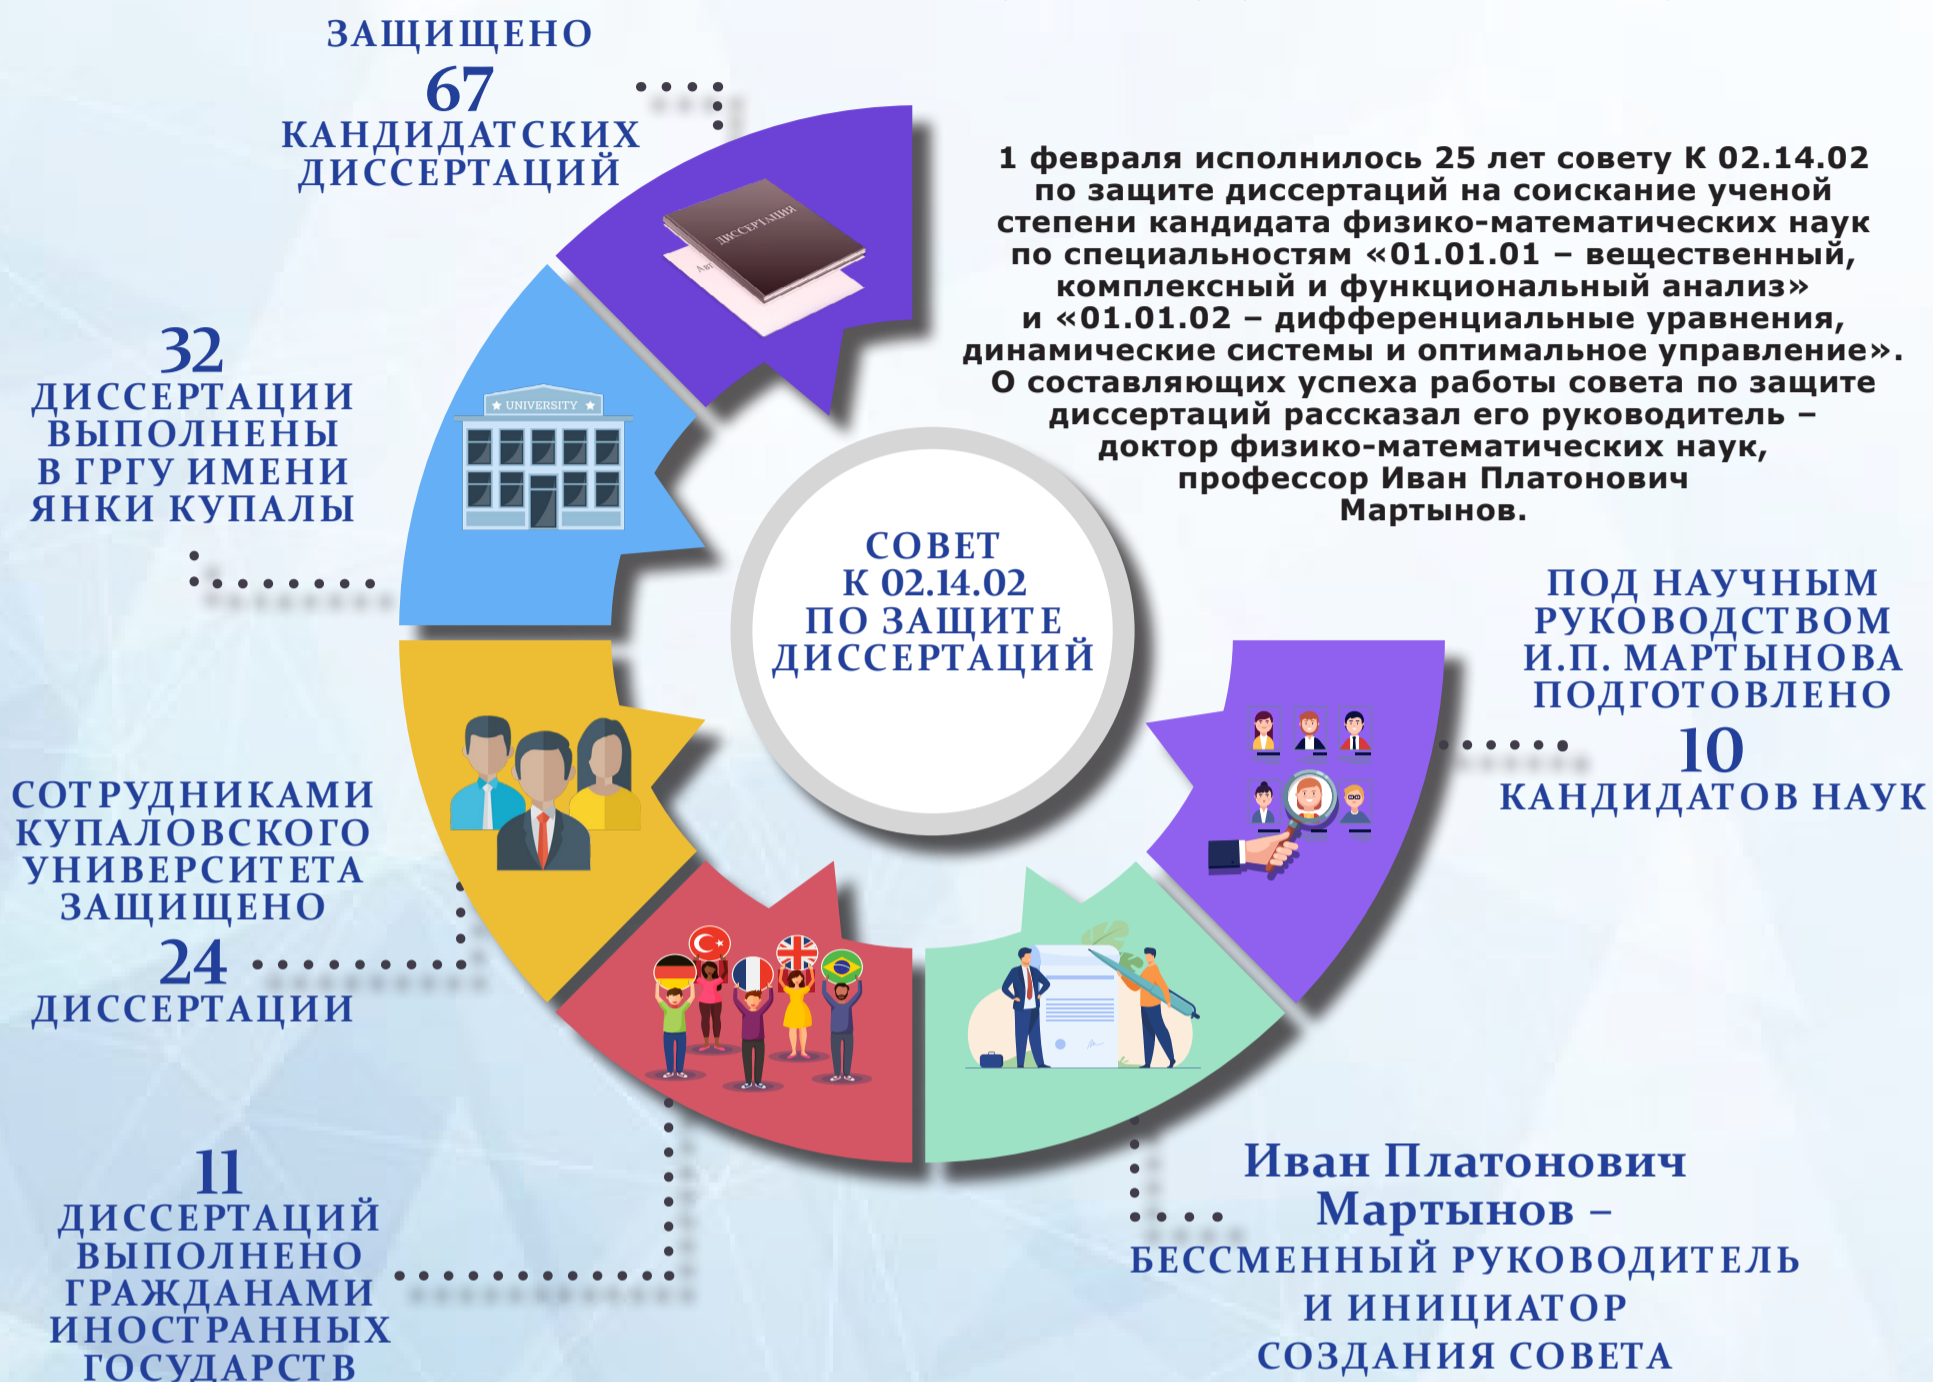 ЗАЩИЩЕНО
67
КАНДИДАТСКИХ
ДИССЕРТАЦИЙ
1 февраля исполнилось 25 лет совету К 02.14.02
по защите диссертаций на соискание ученой
степени кандидата физико-математических наук
по специальностям «01.01.01 – вещественный,
комплексный и функциональный анализ»
и «01.01.02 – дифференциальные уравнения,
динамические системы и оптимальное управление».
О составляющих успеха работы совета по защите
диссертаций рассказал его руководитель –
доктор физико-математических наук,
профессор Иван Платонович
Мартынов.
ДИССЕРТАЦИЯ
Авт
32
ДИССЕРТАЦИИ
ВЫПОЛНЕНЫ
В ГРГУ ИМЕНИ
ЯНКИ КУПАЛЫ
★ UNIVERSITY ★
СОВЕТ
К 02.14.02
ПО ЗАЩИТЕ
ДИССЕРТАЦИЙ
ПОД НАУЧНЫМ
РУКОВОДСТВОМ
И.П. МАРТЫНОВА
ПОДГОТОВЛЕНО
10
КАНДИДАТОВ НАУК
СОТРУДНИКАМИ
КУПАЛОВСКОГО
УНИВЕРСИТЕТА
ЗАЩИЩЕНО
24
ДИССЕРТАЦИИ
11
ДИССЕРТАЦИЙ
ВЫПОЛНЕНО
ГРАЖДАНАМИ
ИНОСТРАННЫХ
ГОСУДАРСТВ
Иван Платонович
Мартынов –
БЕССМЕННЫЙ РУКОВОДИТЕЛЬ
И ИНИЦИАТОР
СОЗДАНИЯ СОВЕТА